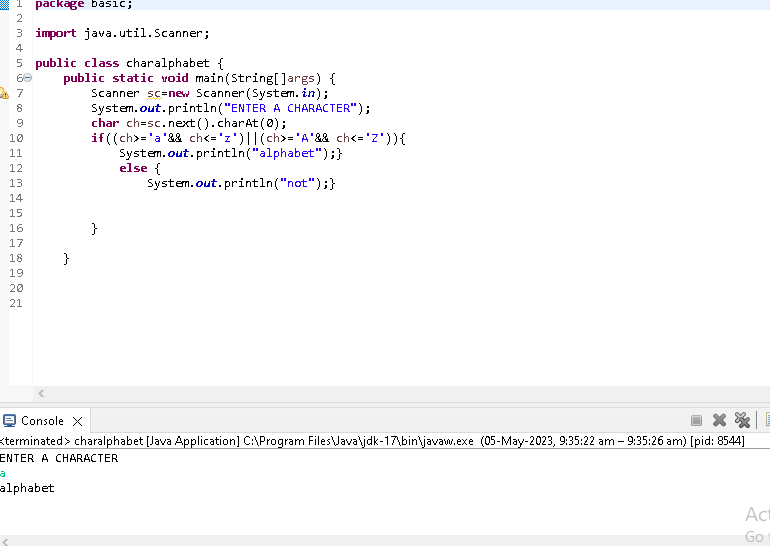 1 package basic;
2
3 import java.util.Scanner;
4
5 public class charalphabet {
6 public static void main(String[]args) {
7 Scanner sc=new Scanner(System.in);
8 System.out.println("ENTER A CHARACTER");
9 char ch=sc.next().charAt(0);
10 if((ch>='a'&& ch<='z')||(ch>='A'&& ch<='Z')){
11 System.out.println("alphabet");}
12 else {
13 System.out.println("not");}
14
15
16 }
17
18 }
19
20
21
Console
<terminated> charalphabet [Java Application] C:\Program Files\Java\jdk-17\bin\javaw.exe (05-May-2023, 9:35:22 am – 9:35:26 am) [pid: 8544]
ENTER A CHARACTER
a
alphabet
Act
Go